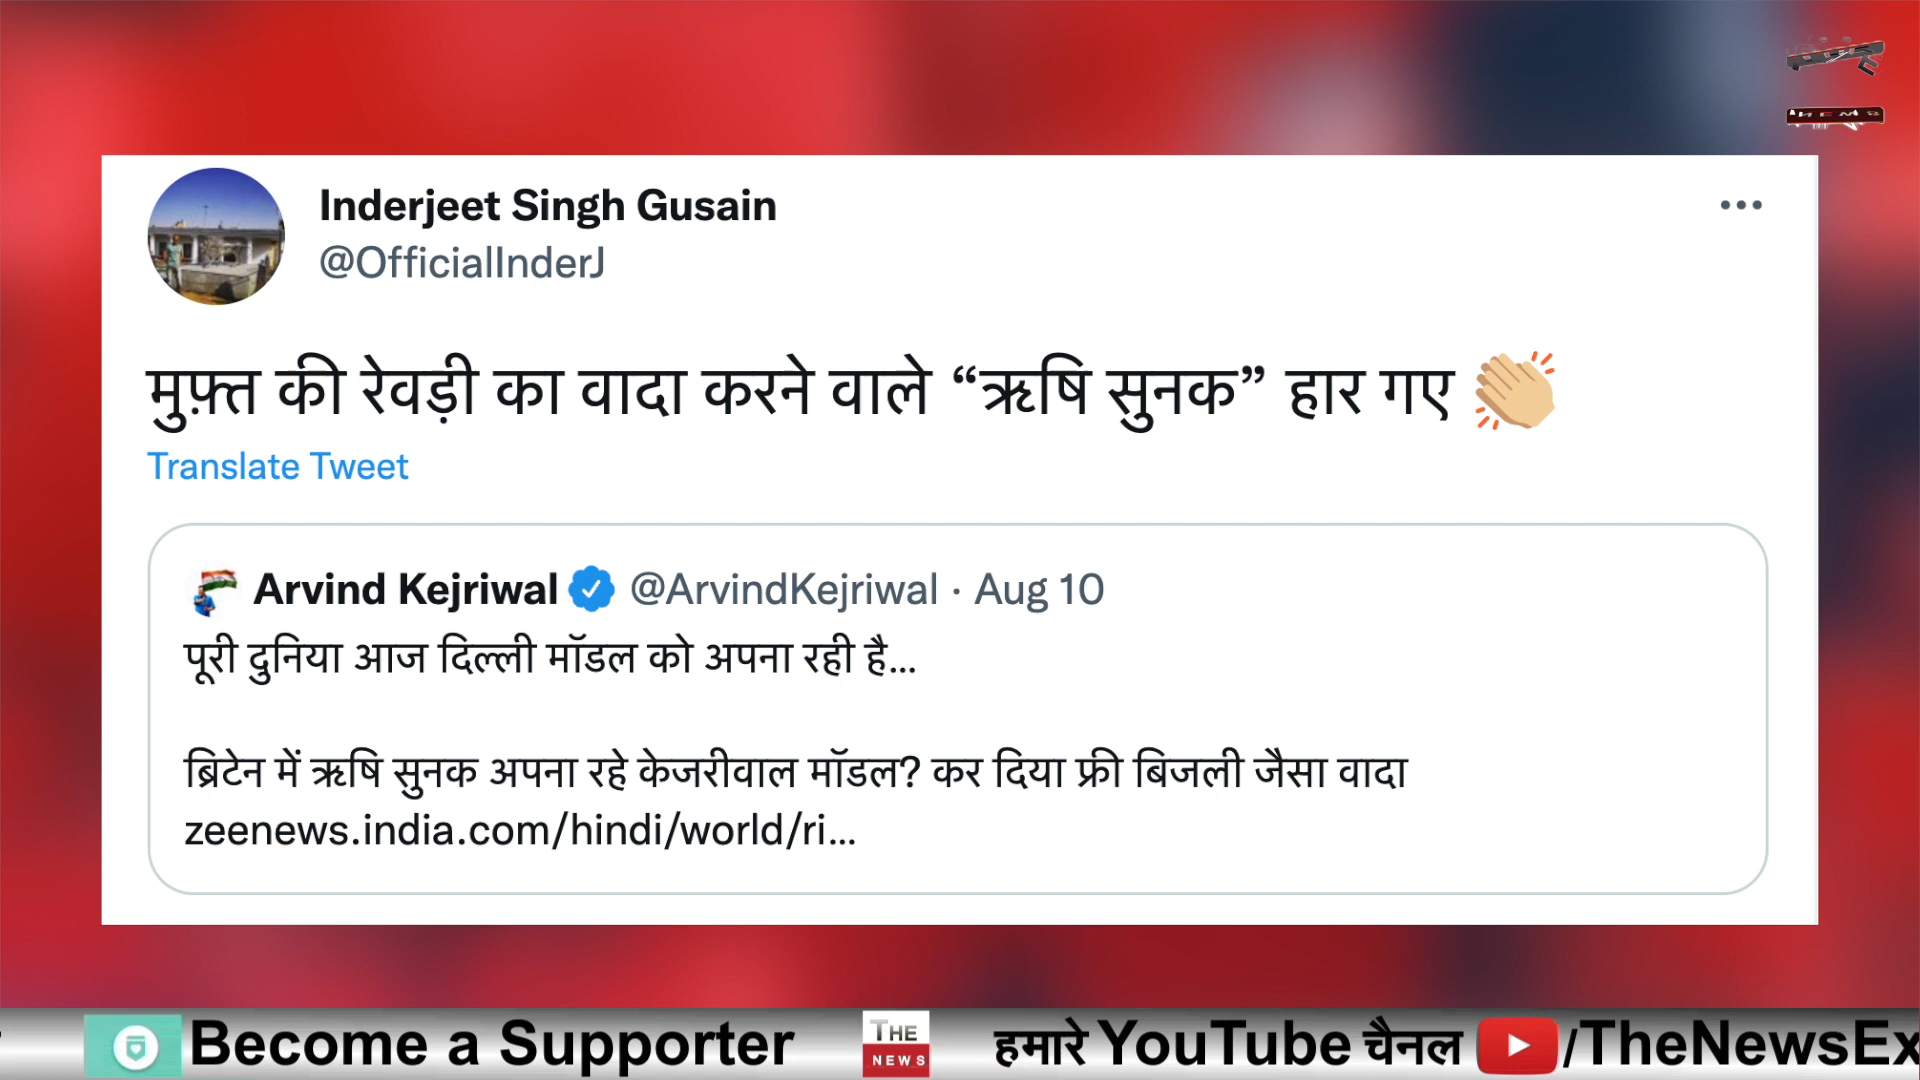 Inderjeet Singh Gusain
@OfficialInderJ
मुफ़्त की रेवड़ी का वादा करने वाले “ऋषि सुनक” हार गए 👏🏼
Translate Tweet
Arvind Kejriwal @ArvindKejriwal · Aug 10
पूरी दुनिया आज दिल्ली मॉडल को अपना रही है...
ब्रिटेन में ऋषि सुनक अपना रहे केजरीवाल मॉडल? कर दिया फ्री बिजली जैसा वादा
zeenews.india.com/hindi/world/ri...
Become a Supporter THE NEWS हमारे YouTube चैनल /TheNewsEx